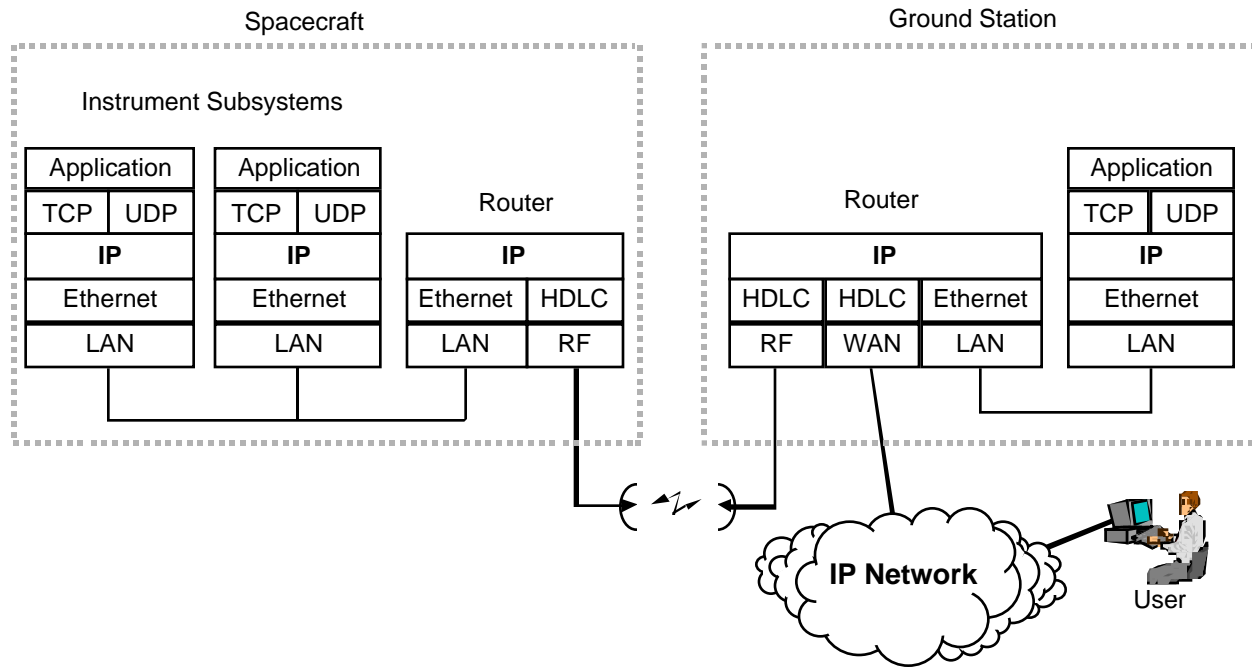 Spacecraft
Ground Station
Instrument Subsystems
Application
TCP UDP
IP
Ethernet
LAN
Application
TCP UDP
IP
Ethernet
LAN
Router
IP
Ethernet HDLC
LAN RF
Router
IP
HDLC HDLC Ethernet
RF WAN LAN
Application
TCP UDP
IP
Ethernet
LAN
IP Network
User